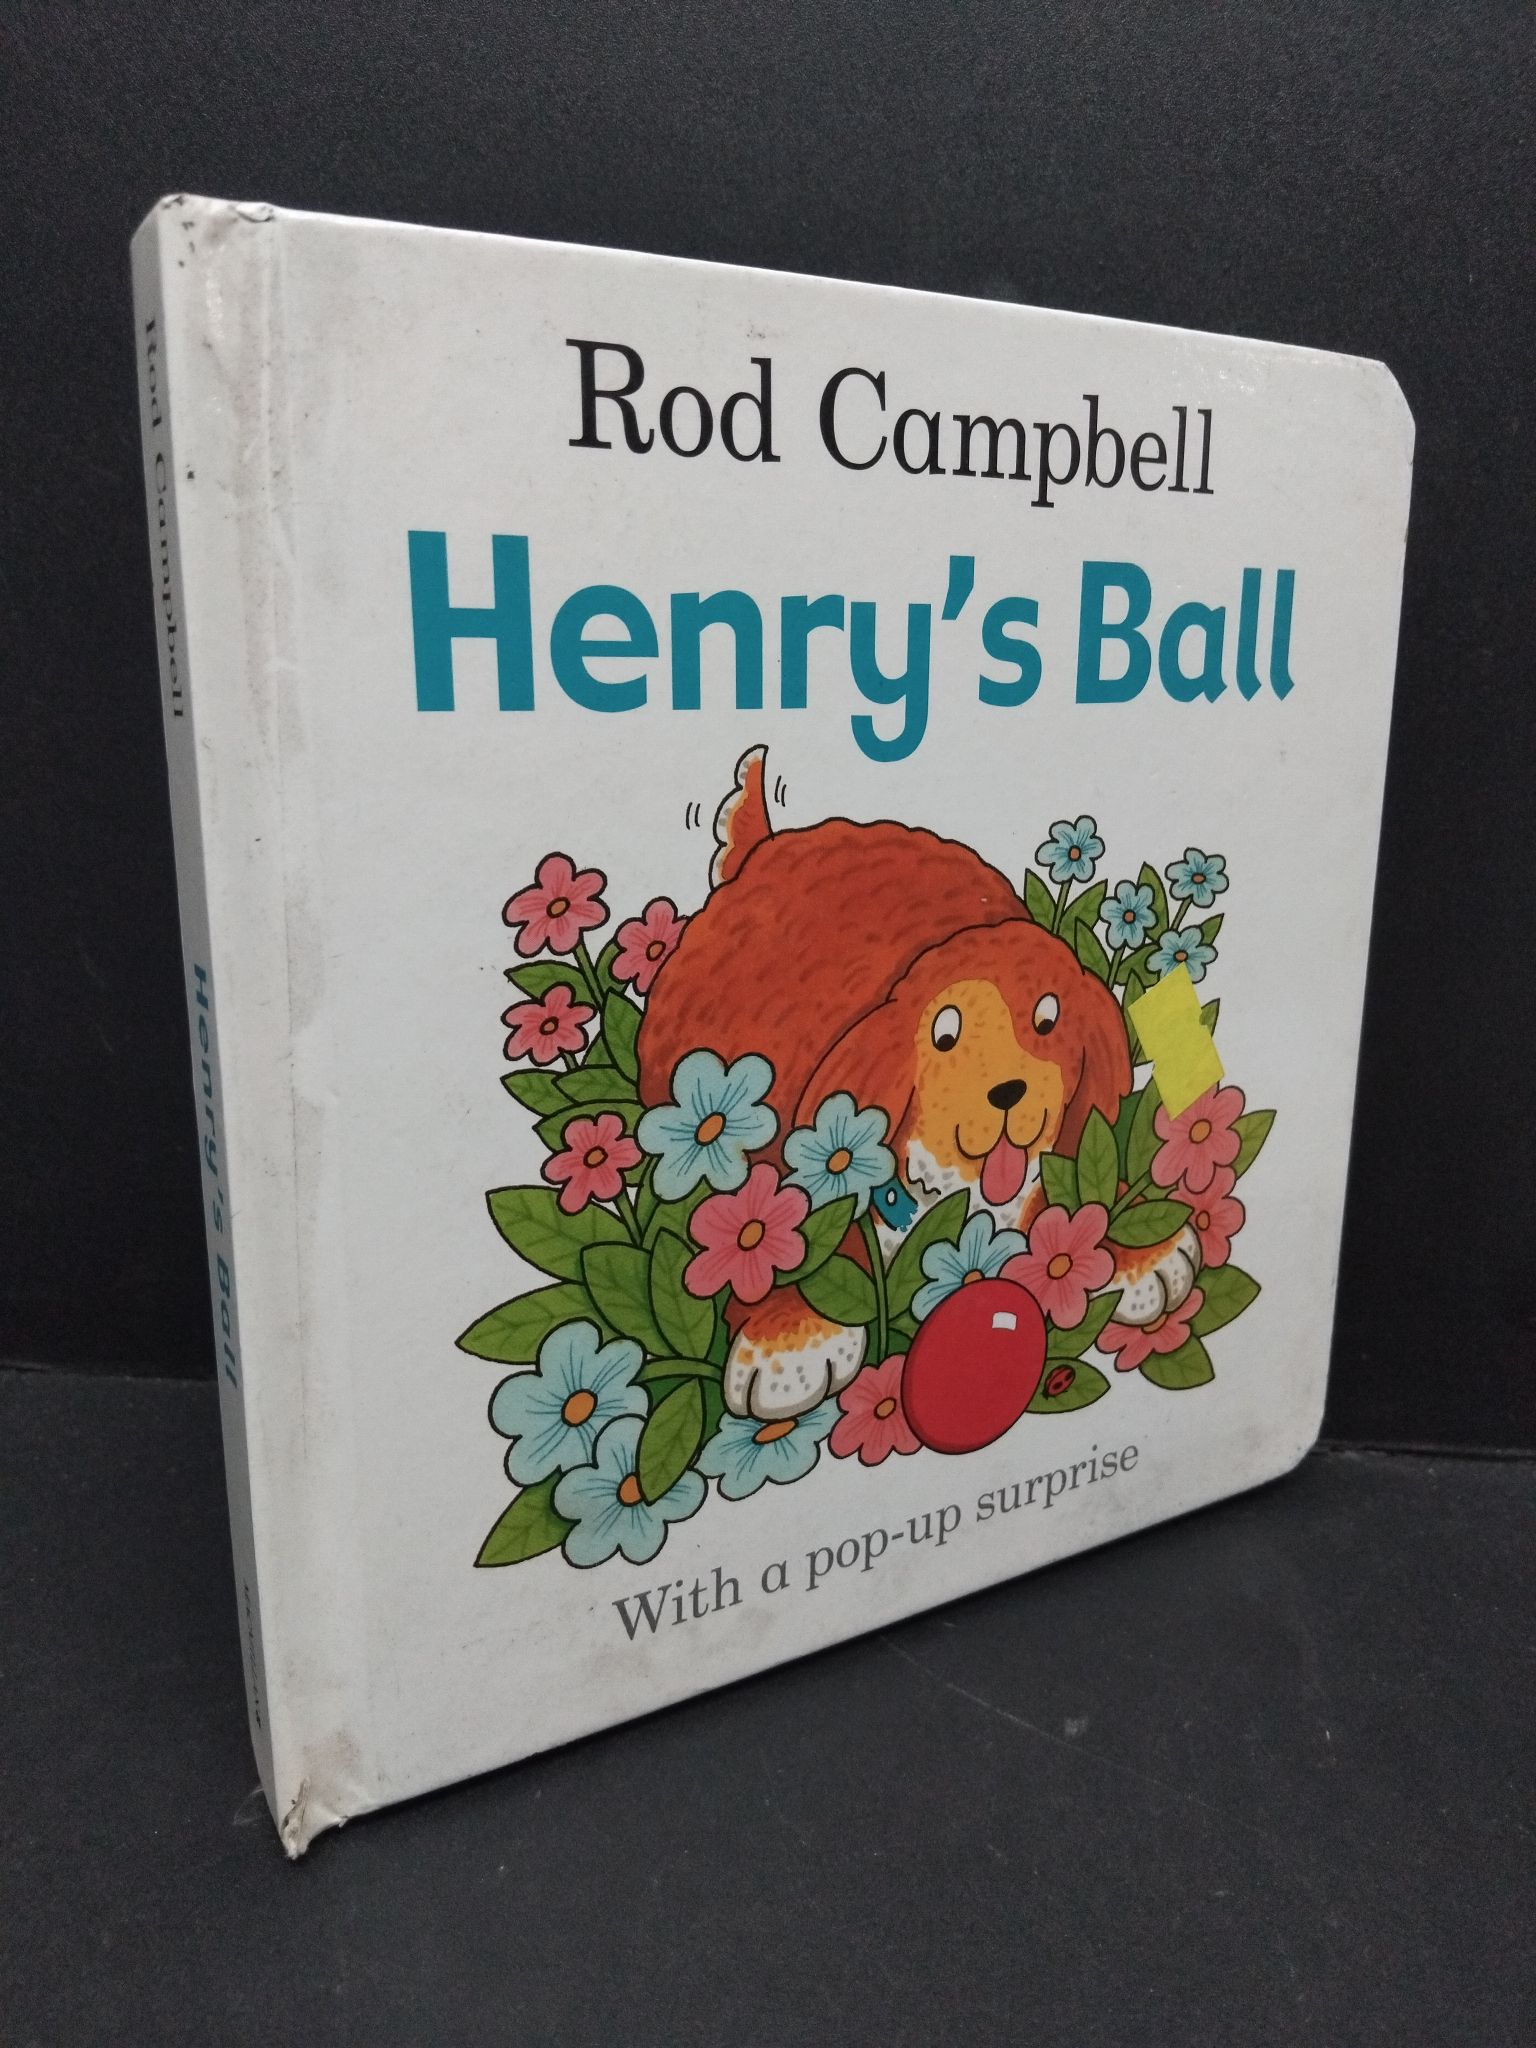 Rod Campbell
Henry's Ball
With a pop-up surprise
Rod Campbell
Henry's Ball